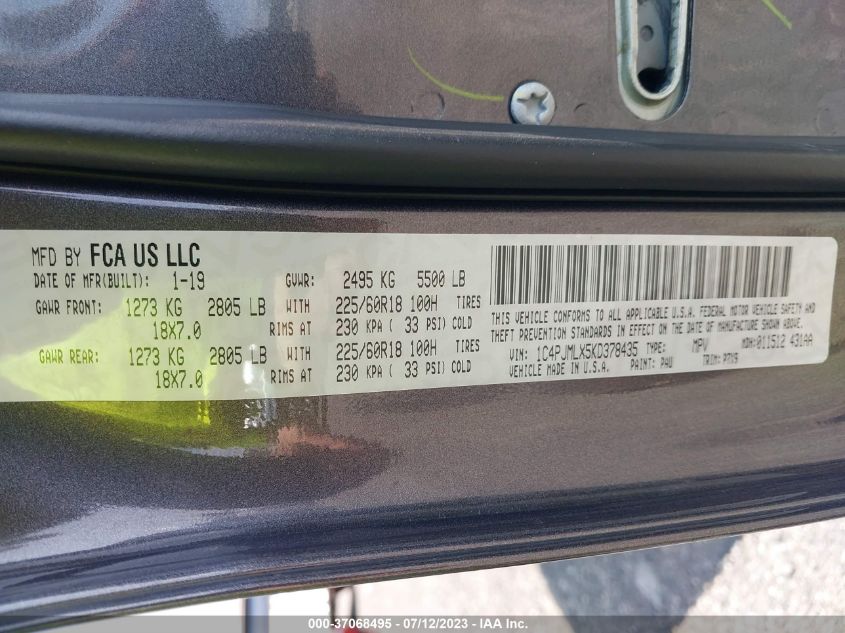 MFD BY FCA US LLC
DATE OF MFR(BUILT): 1-19 GVWR: 2495 KG 5500 LB
GAWR FRONT: 1273 KG 2805 LB WITH 225/60R18 100H TIRES
18X7.0 RIMS AT 230 KPA ( 33 PSI) COLD
GAWR REAR: 1273 KG 2805 LB WITH 225/60R18 100H TIRES
18X7.0 RIMS AT 230 KPA ( 33 PSI) COLD
THIS VEHICLE CONFORMS TO ALL APPLICABLE U.S.A. FEDERAL MOTOR VEHICLE SAFETY AND
THEFT PREVENTION STANDARDS IN EFFECT ON THE DATE OF MANUFACTURE SHOWN ABOVE.
VIN: 1C4PJMLX5KD378435 TYPE: MPV MDH:011512 431AA
VEHICLE MADE IN U.S.A. PAINT: PAU TRIM: P7X9
000-37068495 - 07/12/2023 - IAA Inc.